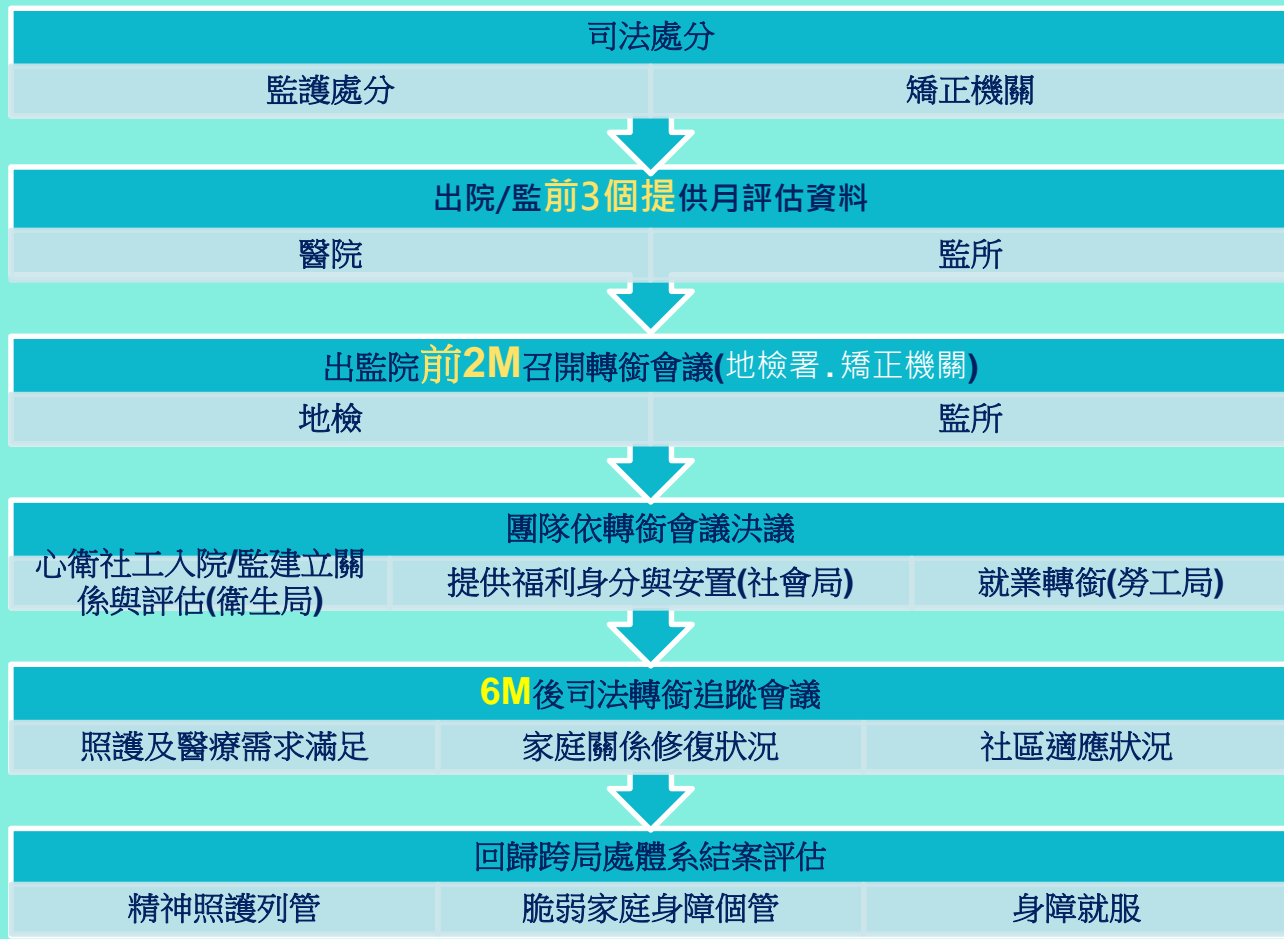 司法處分
監護處分 矯正機關
出院/監前3個提供月評估資料
醫院 監所
出監院前2M召開轉銜會議(地檢署.矯正機關)
地檢 監所
團隊依轉銜會議決議
心衛社工入院/監建立關
係與評估(衛生局) 提供福利身分與安置(社會局) 就業轉銜(勞工局)
6M後司法轉銜追蹤會議
照護及醫療需求滿足 家庭關係修復狀況 社區適應狀況
回歸跨局處體系結案評估
精神照護列管 脆弱家庭身障個管 身障就服